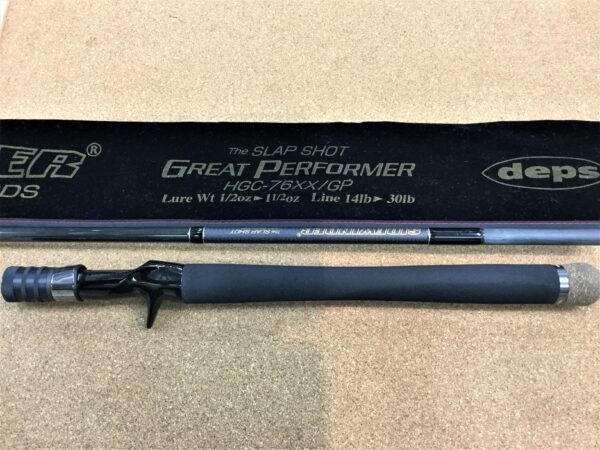 ER®
DS
The SLAP SHOT
GREAT PERFORMER
HGC-76XX/GP
Lure Wt 1/2oz▸1 1/2oz Line 14lb▸30lb
deps
SIDEWINDER
The SLAP SHOT